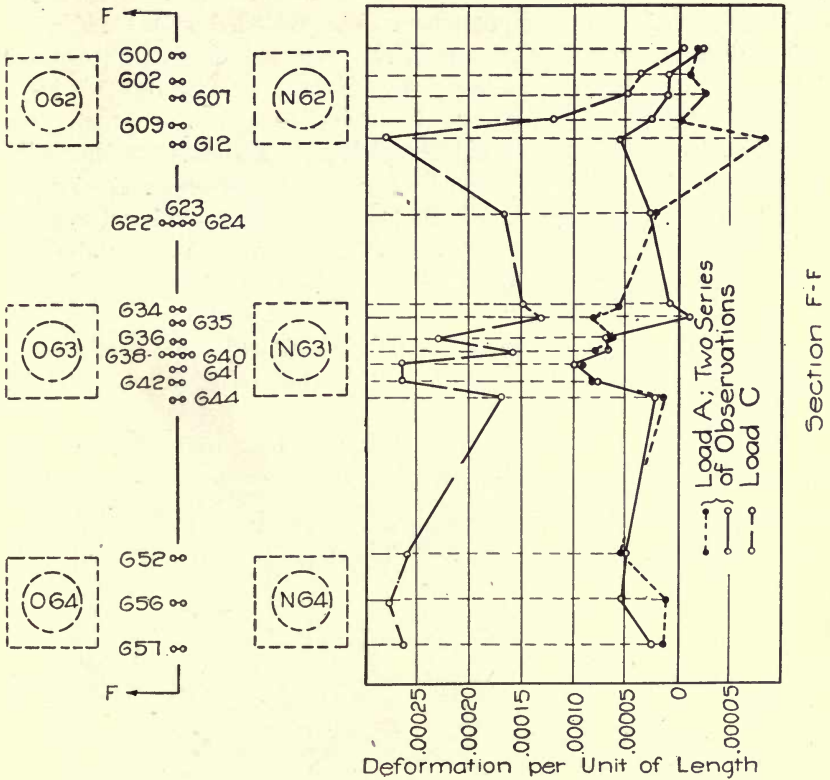 F
600
602
607
609
612
622 623 624
634
635
636
638 640
641
642
644
652
656
657
F
O62
N62
O63
N63
O64
N64
Load A; Two Series
of Observations
Load C
Section F-F
.00025
.00020
.00015
.00010
.00005
0
.00005
Deformation per Unit of Length